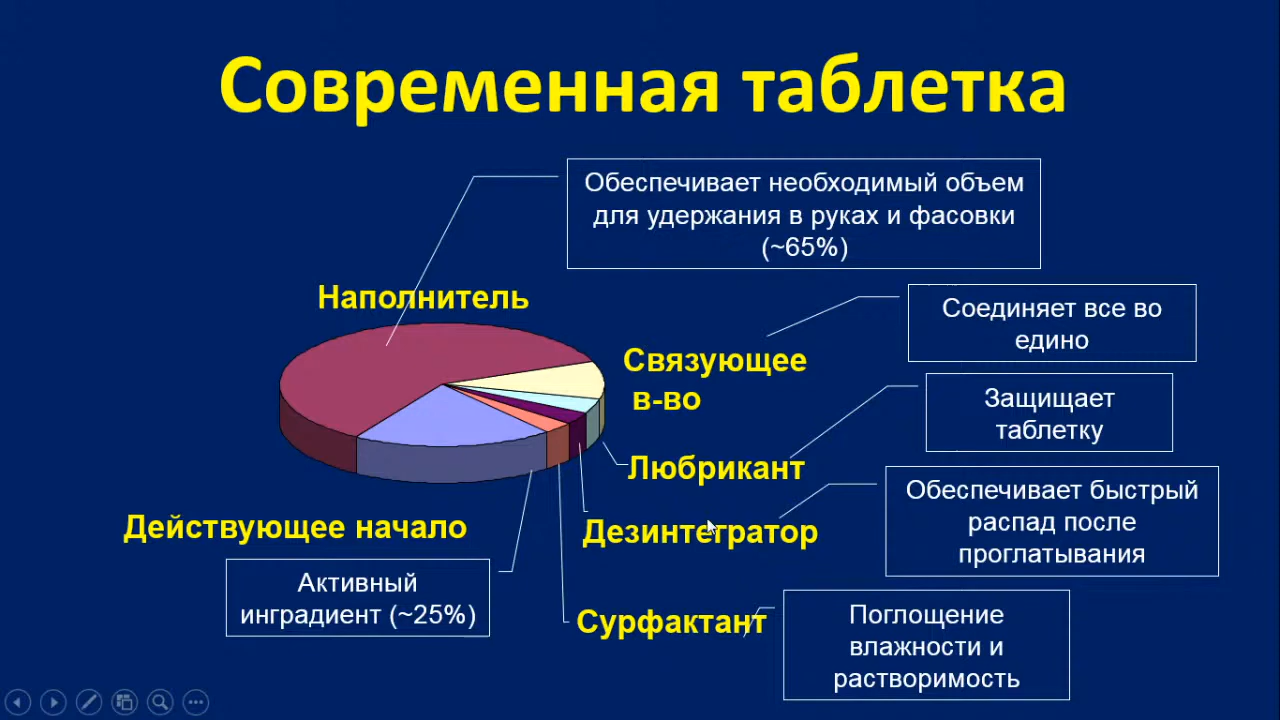 Современная таблетка
Обеспечивает необходимый объем
для удержания в руках и фасовки
(~65%)
Наполнитель
Соединяет все во
едино
Связующее
в-во
Защищает
таблетку
Любрикант
Обеспечивает быстрый
распад после
проглатывания
Дезинтегратор
Действующее начало
Активный
инградиент (~25%)
Сурфактант
Поглощение
влажности и
растворимость